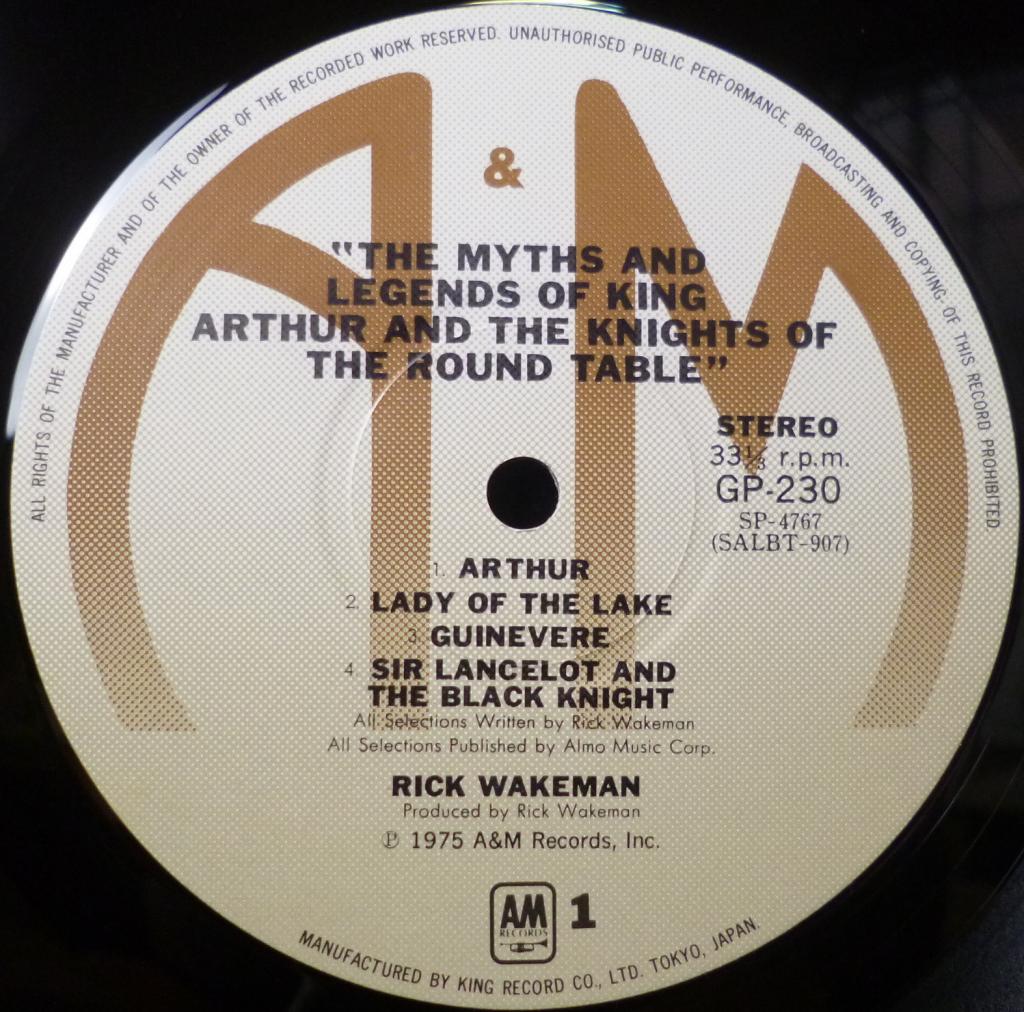 ALL RIGHTS OF THE MANUFACTURER AND OF THE OWNER OF THE RECORDED WORK RESERVED. UNAUTHORISED PUBLIC PERFORMANCE, BROADCASTING AND COPYING OF THIS RECORD PROHIBITED
A & M
"THE MYTHS AND
LEGENDS OF KING
ARTHUR AND THE KNIGHTS OF
THE ROUND TABLE"
STEREO
33⅓ r.p.m.
GP-230
SP-4767
(SALBT-907)
1. ARTHUR
2. LADY OF THE LAKE
3 GUINEVERE
4. SIR LANCELOT AND
THE BLACK KNIGHT
All Selections Written by Rick Wakeman
All Selections Published by Almo Music Corp.
RICK WAKEMAN
Produced by Rick Wakeman
℗ 1975 A&M Records, Inc.
AM 1
RECORDS
MANUFACTURED BY KING RECORD CO., LTD. TOKYO, JAPAN.